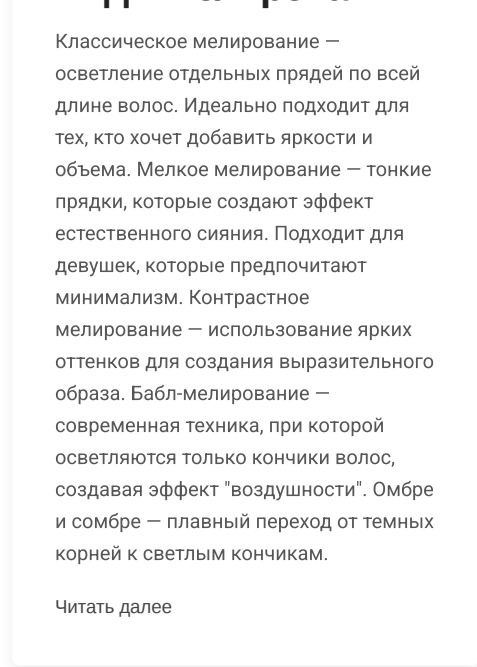 Классическое мелирование —
осветление отдельных прядей по всей
длине волос. Идеально подходит для
тех, кто хочет добавить яркости и
объема. Мелкое мелирование — тонкие
прядки, которые создают эффект
естественного сияния. Подходит для
девушек, которые предпочитают
минимализм. Контрастное
мелирование — использование ярких
оттенков для создания выразительного
образа. Бабл-мелирование —
современная техника, при которой
осветляются только кончики волос,
создавая эффект "воздушности". Омбре
и сомбре — плавный переход от темных
корней к светлым кончикам.
Читать далее